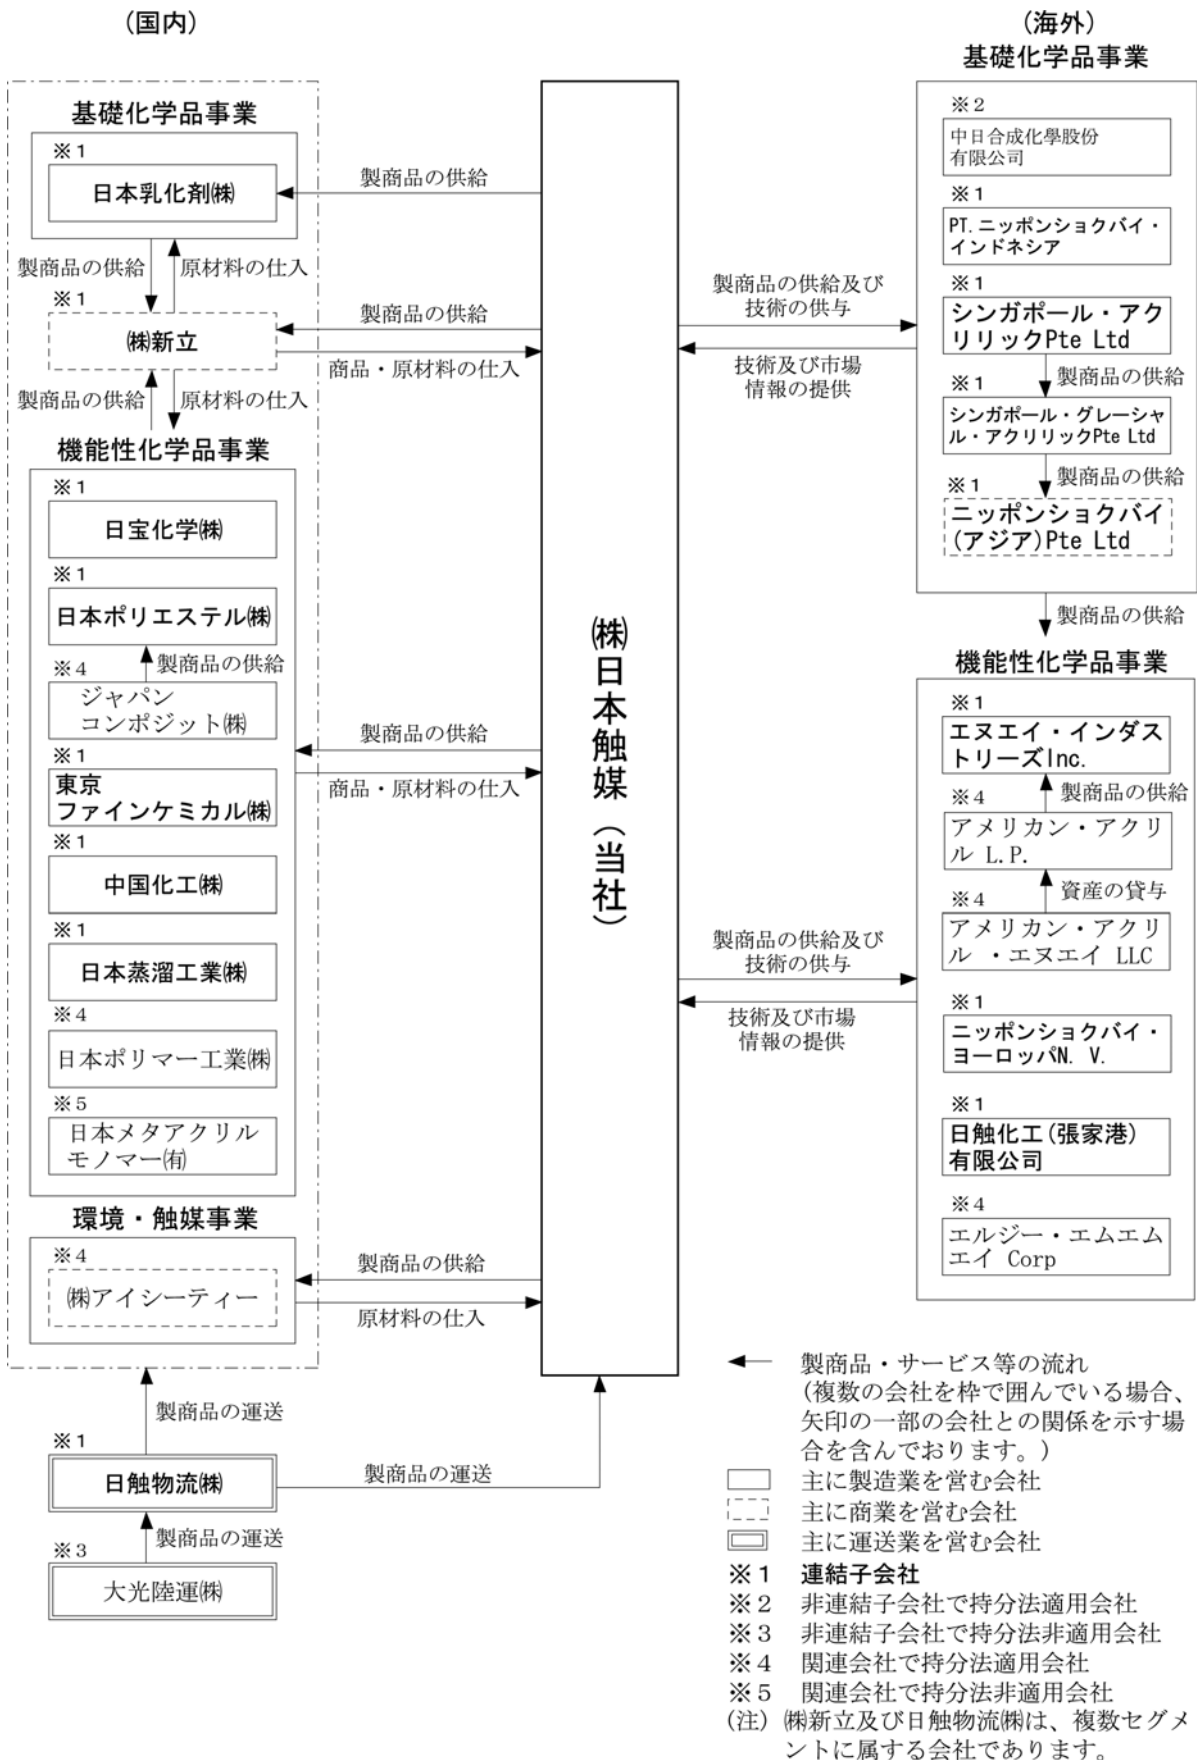 (国内)
基礎化学品事業
※1
日本乳化剤㈱
製商品の供給
製商品の供給
原材料の仕入
※1
㈱新立
製商品の供給
商品・原材料の仕入
製商品の供給
原材料の仕入
機能性化学品事業
※1
日宝化学㈱
※1
日本ポリエステル㈱
製商品の供給
※4
ジャパン
コンポジット㈱
※1
東京
ファインケミカル㈱
製商品の供給
商品・原材料の仕入
※1
中国化工㈱
※1
日本蒸溜工業㈱
※4
日本ポリマー工業㈱
※5
日本メタアクリル
モノマー㈲
環境・触媒事業
※4
㈱アイシーティー
製商品の供給
原材料の仕入
製商品の運送
※1
日触物流㈱
製商品の運送
製商品の運送
※3
大光陸運㈱
㈱日本触媒(当社)
製商品の供給及び
技術の供与
技術及び市場
情報の提供
製商品の供給及び
技術の供与
技術及び市場
情報の提供
(海外)
基礎化学品事業
※2
中日合成化學股份
有限公司
※1
PT.ニッポンショクバイ・
インドネシア
※1
シンガポール・アク
リリックPte Ltd
製商品の供給
※1
シンガポール・グレーシャ
ル・アクリリックPte Ltd
製商品の供給
※1
ニッポンショクバイ
(アジア)Pte Ltd
製商品の供給
機能性化学品事業
※1
エヌエイ・インダス
トリーズInc.
製商品の供給
※4
アメリカン・アクリ
ル L.P.
資産の貸与
※4
アメリカン・アクリ
ル ・エヌエイ LLC
※1
ニッポンショクバイ・
ヨーロッパN. V.
※1
日触化工(張家港)
有限公司
※4
エルジー・エムエム
エイ Corp
製商品・サービス等の流れ
(複数の会社を枠で囲んでいる場合、
矢印の一部の会社との関係を示す場
合を含んでおります。)
主に製造業を営む会社
主に商業を営む会社
主に運送業を営む会社
※1 連結子会社
※2 非連結子会社で持分法適用会社
※3 非連結子会社で持分法非適用会社
※4 関連会社で持分法適用会社
※5 関連会社で持分法非適用会社
(注) ㈱新立及び日触物流㈱は、複数セグメ
ントに属する会社であります。